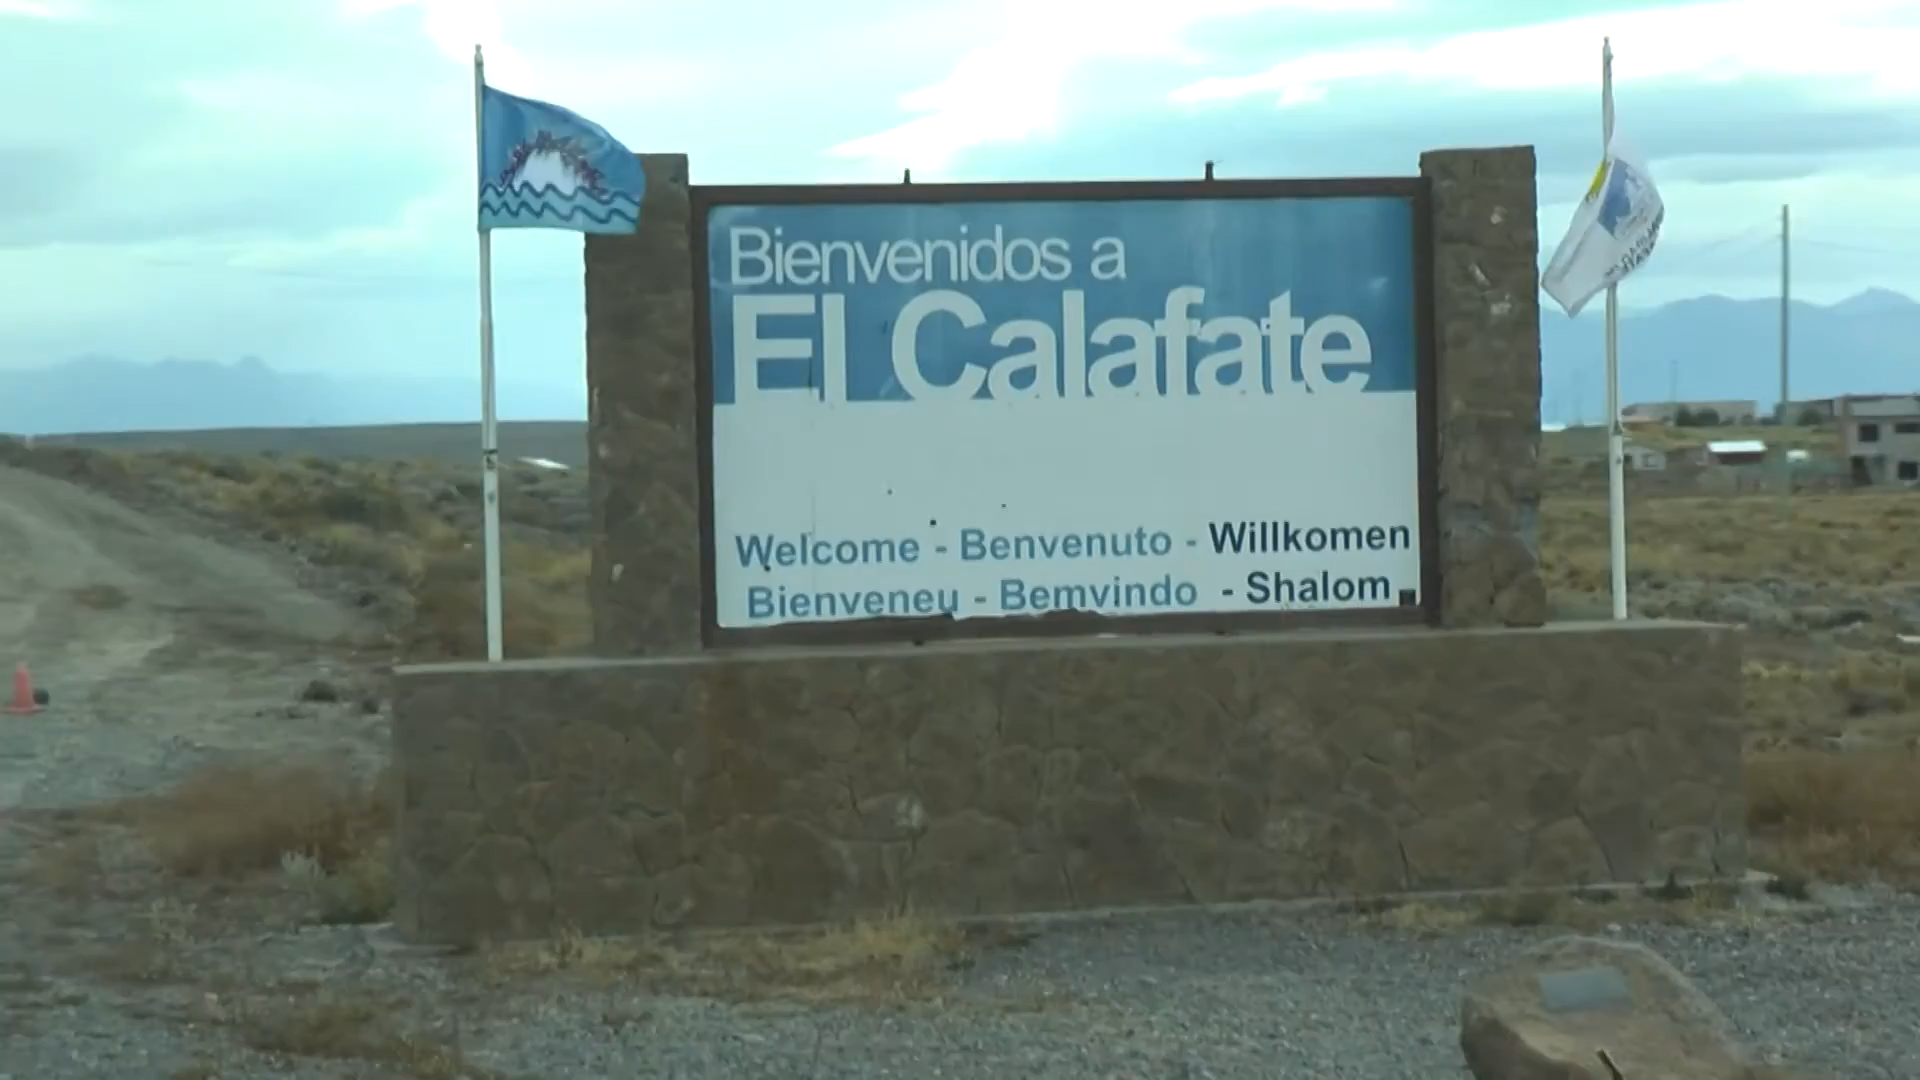 Bienvenidos a
El Calafate
Welcome - Benvenuto - Willkomen
Bienveneu - Bemvindo - Shalom